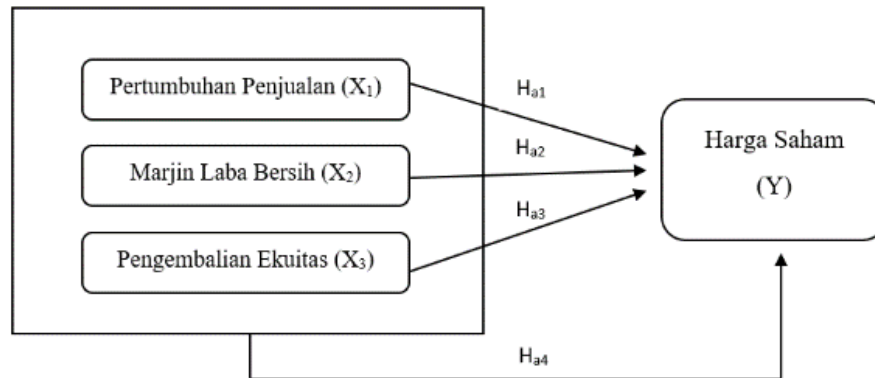 Pertumbuhan Penjualan (X₁)
Marjin Laba Bersih (X₂)
Pengembalian Ekuitas (X₃)
Hₐ₁
Hₐ₂
Hₐ₃
Harga Saham
(Y)
Hₐ₄